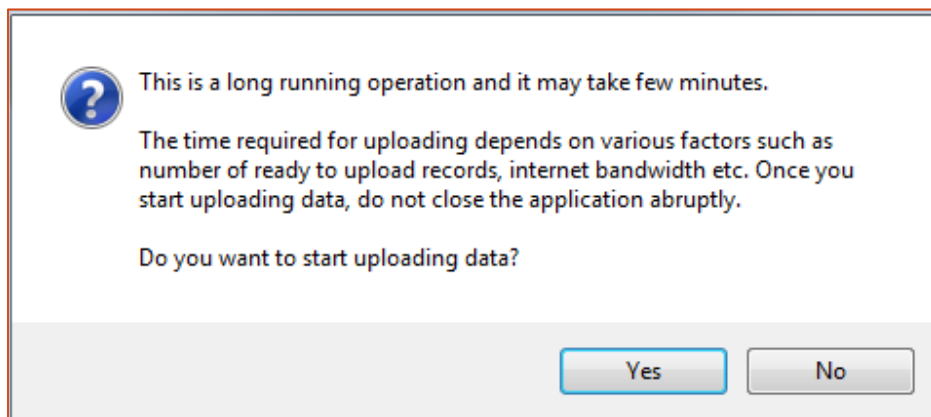 This is a long running operation and it may take few minutes.
The time required for uploading depends on various factors such as
number of ready to upload records, internet bandwidth etc. Once you
start uploading data, do not close the application abruptly.
Do you want to start uploading data?
Yes
No